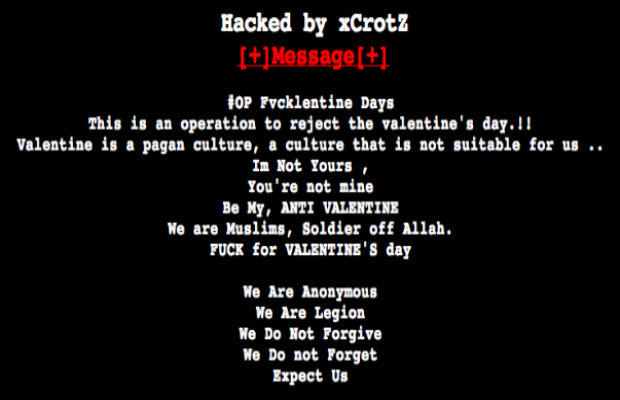 Hacked by xCrotZ
[+]Message[+]
#OP Fvcklentine Days
This is an operation to reject the valentine's day.!!
Valentine is a pagan culture, a culture that is not suitable for us ..
Im Not Yours ,
You're not mine
Be My, ANTI VALENTINE
We are Muslims, Soldier off Allah.
FUCK for VALENTINE'S day
We Are Anonymous
We Are Legion
We Do Not Forgive
We Do not Forget
Expect Us